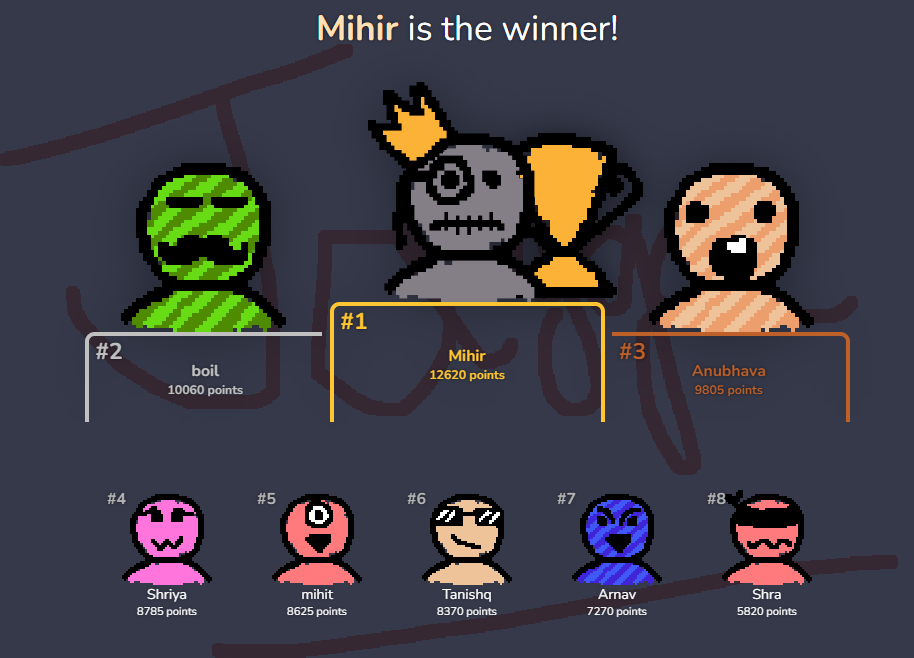 Mihir is the winner!
#1
#2
#3
Mihir
12620 points
boil
10060 points
Anubhava
9805 points
#4
#5
#6
#7
#8
Shriya
mihit
Tanishq
Arnav
Shra
8785 points
8625 points
8370 points
7270 points
5820 points